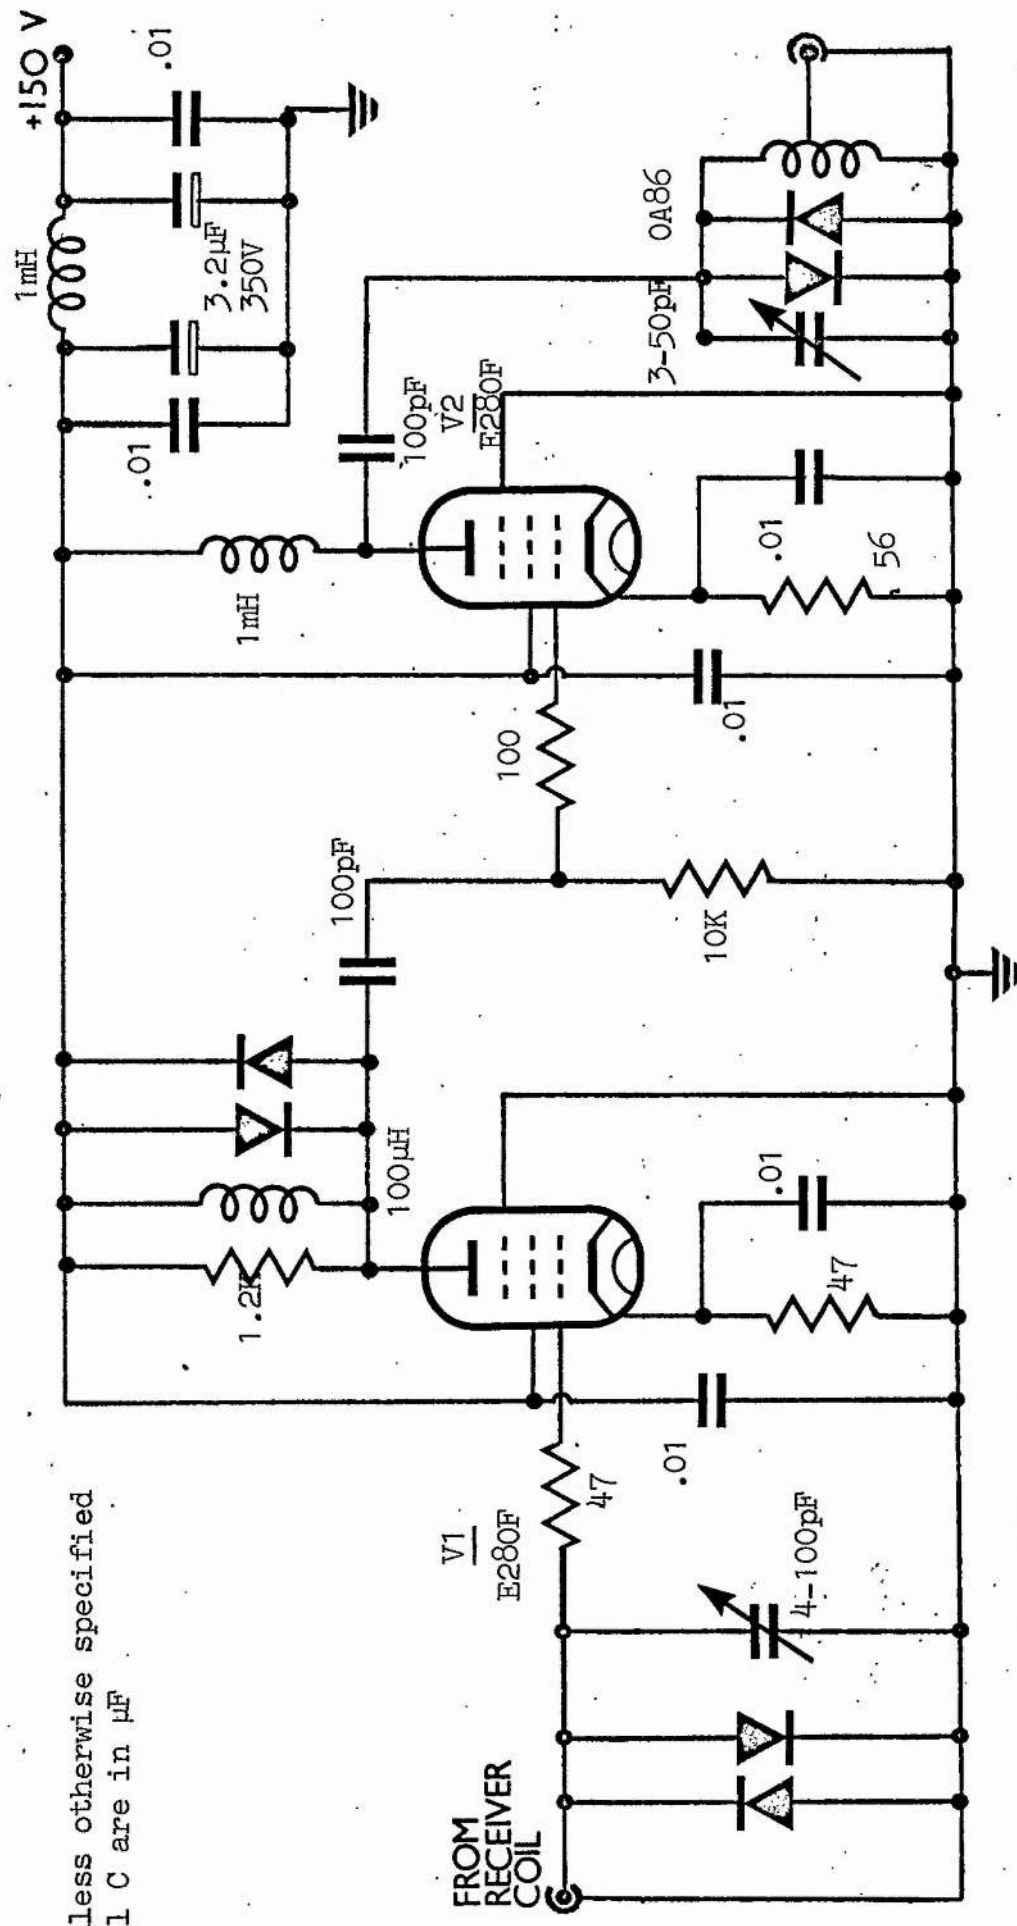 less otherwise specified
l C are in µF
FROM
RECEIVER
COIL
V1
E280F
47
4-100pF
.01
1.2K
100µH
47
.01
100pF
10K
100
.01
1mH
V2
E280F
100pF
.01
56
3-50pF
0A86
.01
3.2µF
350V
1mH
+150 V
.01